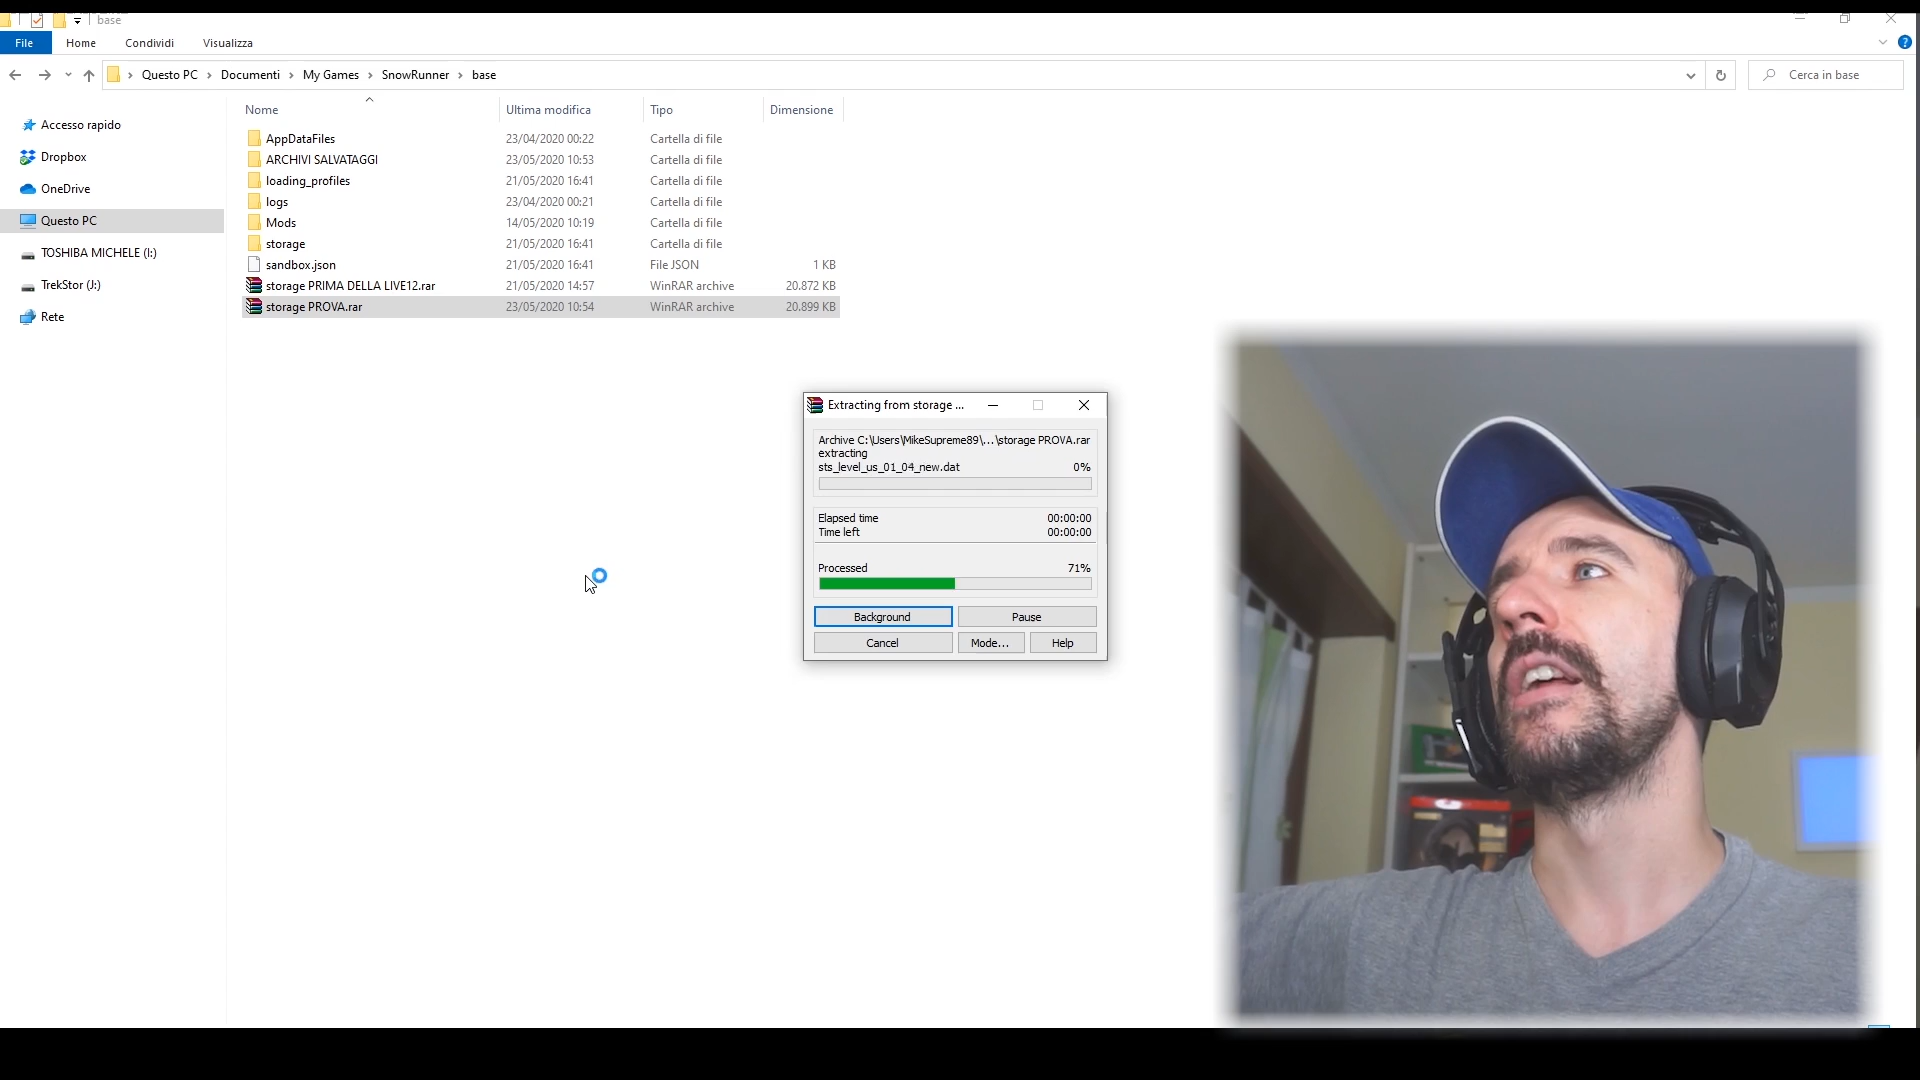 base
File Home Condividi Visualizza
Questo PC Documenti My Games SnowRunner base
Cerca in base
Nome Ultima modifica Tipo Dimensione
Accesso rapido
Dropbox
OneDrive
Questo PC
TOSHIBA MICHELE (I:)
TrekStor (J:)
Rete
AppDataFiles 23/04/2020 00:22 Cartella di file
ARCHIVI SALVATAGGI 23/05/2020 10:53 Cartella di file
loading_profiles 21/05/2020 16:41 Cartella di file
logs 23/04/2020 00:21 Cartella di file
Mods 14/05/2020 10:19 Cartella di file
storage 21/05/2020 16:41 Cartella di file
sandbox.json 21/05/2020 16:41 File JSON 1 KB
storage PRIMA DELLA LIVE12.rar 21/05/2020 14:57 WinRAR archive 20.872 KB
storage PROVA.rar 23/05/2020 10:54 WinRAR archive 20.899 KB
Extracting from storage ...
Archive C:\Users\MikeSupreme89\...\storage PROVA.rar
extracting
sts_level_us_01_04_new.dat 0%
Elapsed time 00:00:00
Time left 00:00:00
Processed 71%
Background Pause
Cancel Mode... Help